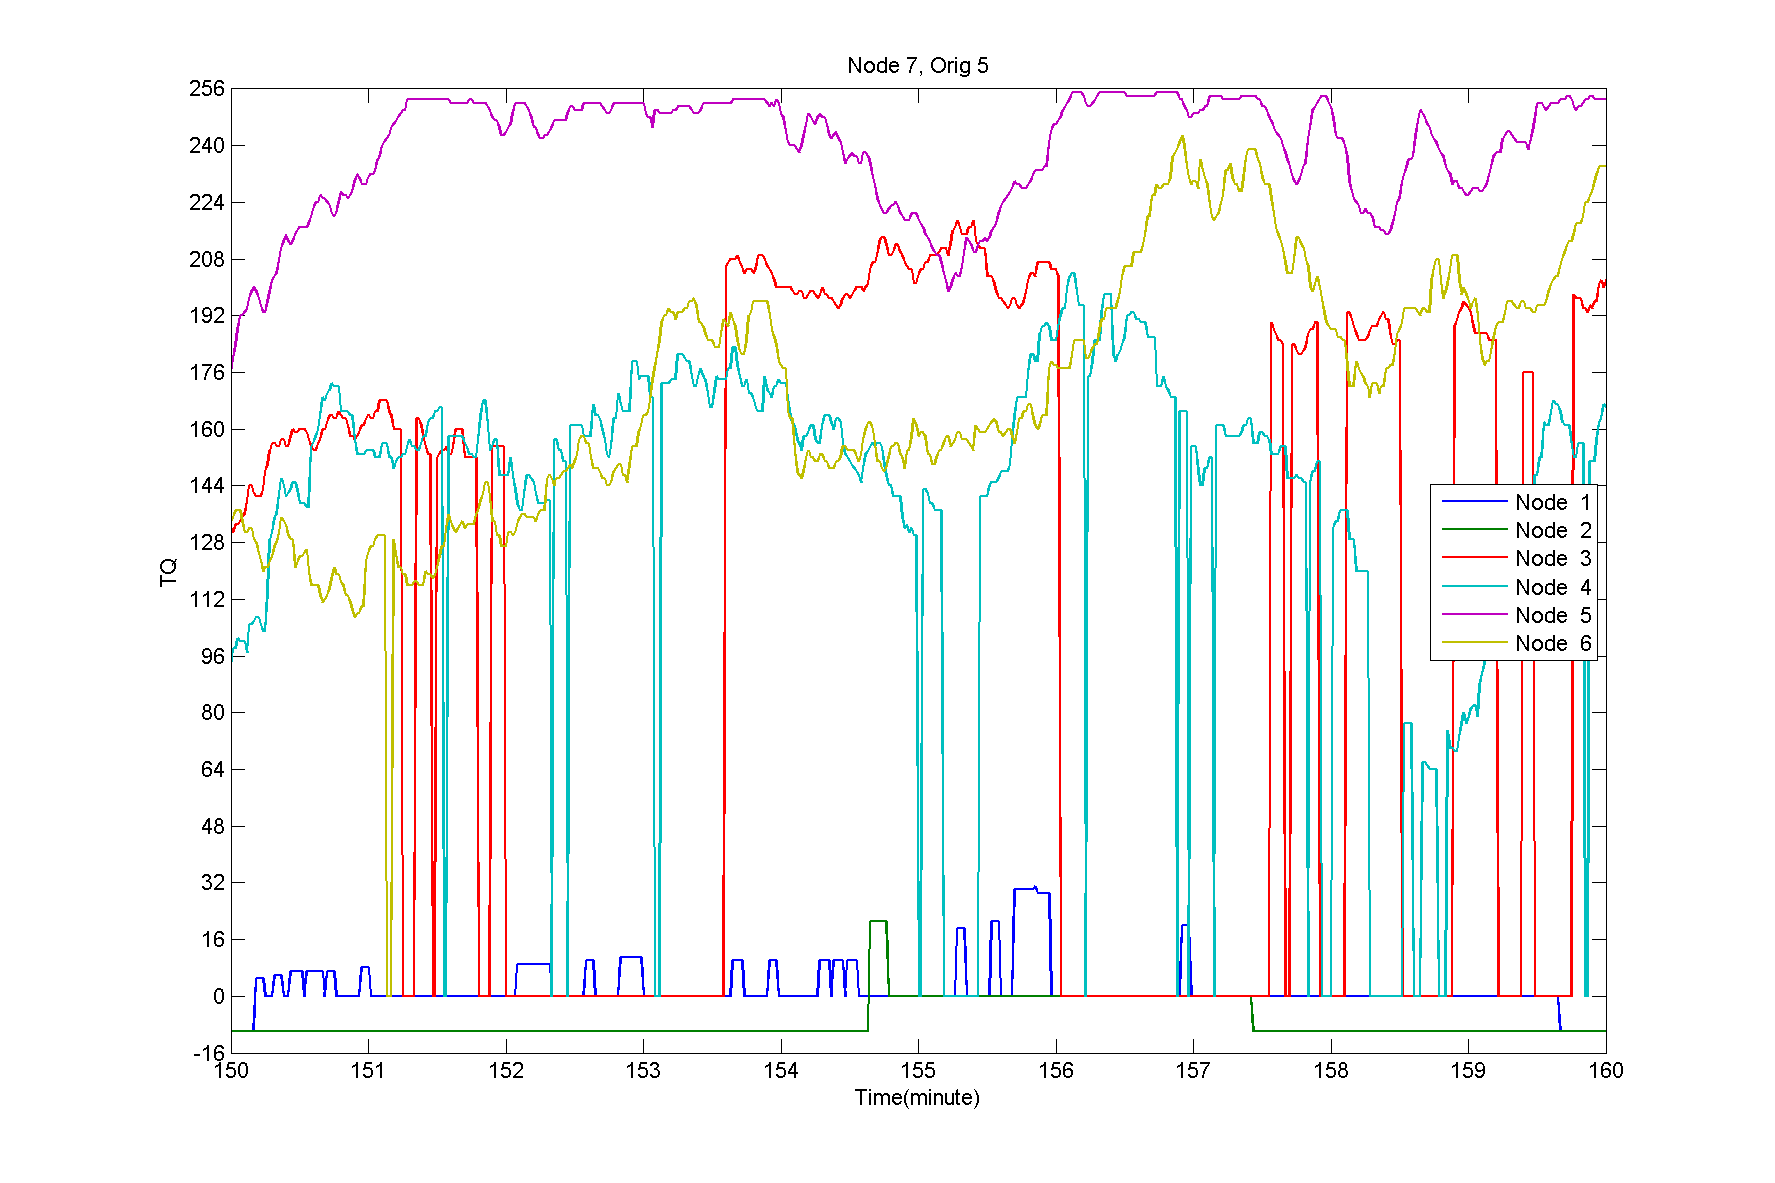 Node 7, Orig 5
256
240
224
208
192
176
160
144
128
112
96
80
64
48
32
16
0
-16
TQ
150 151 152 153 154 155 156 157 158 159 160
Time(minute)
Node 1
Node 2
Node 3
Node 4
Node 5
Node 6